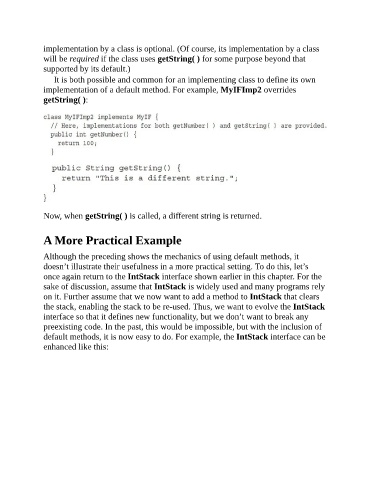 implementation by a class is optional. (Of course, its implementation by a class
will be required if the class uses getString( ) for some purpose beyond that
supported by its default.)
It is both possible and common for an implementing class to define its own
implementation of a default method. For example, MyIFImp2 overrides
getString( ):
class MyIFImp2 implements MyIF {
// Here, implementations for both getNumber( ) and getString( ) are provided.
public int getNumber() {
return 100;
}
public String getString() {
return "This is a different string.";
}
}
Now, when getString( ) is called, a different string is returned.
A More Practical Example
Although the preceding shows the mechanics of using default methods, it
doesn’t illustrate their usefulness in a more practical setting. To do this, let’s
once again return to the IntStack interface shown earlier in this chapter. For the
sake of discussion, assume that IntStack is widely used and many programs rely
on it. Further assume that we now want to add a method to IntStack that clears
the stack, enabling the stack to be re-used. Thus, we want to evolve the IntStack
interface so that it defines new functionality, but we don’t want to break any
preexisting code. In the past, this would be impossible, but with the inclusion of
default methods, it is now easy to do. For example, the IntStack interface can be
enhanced like this: